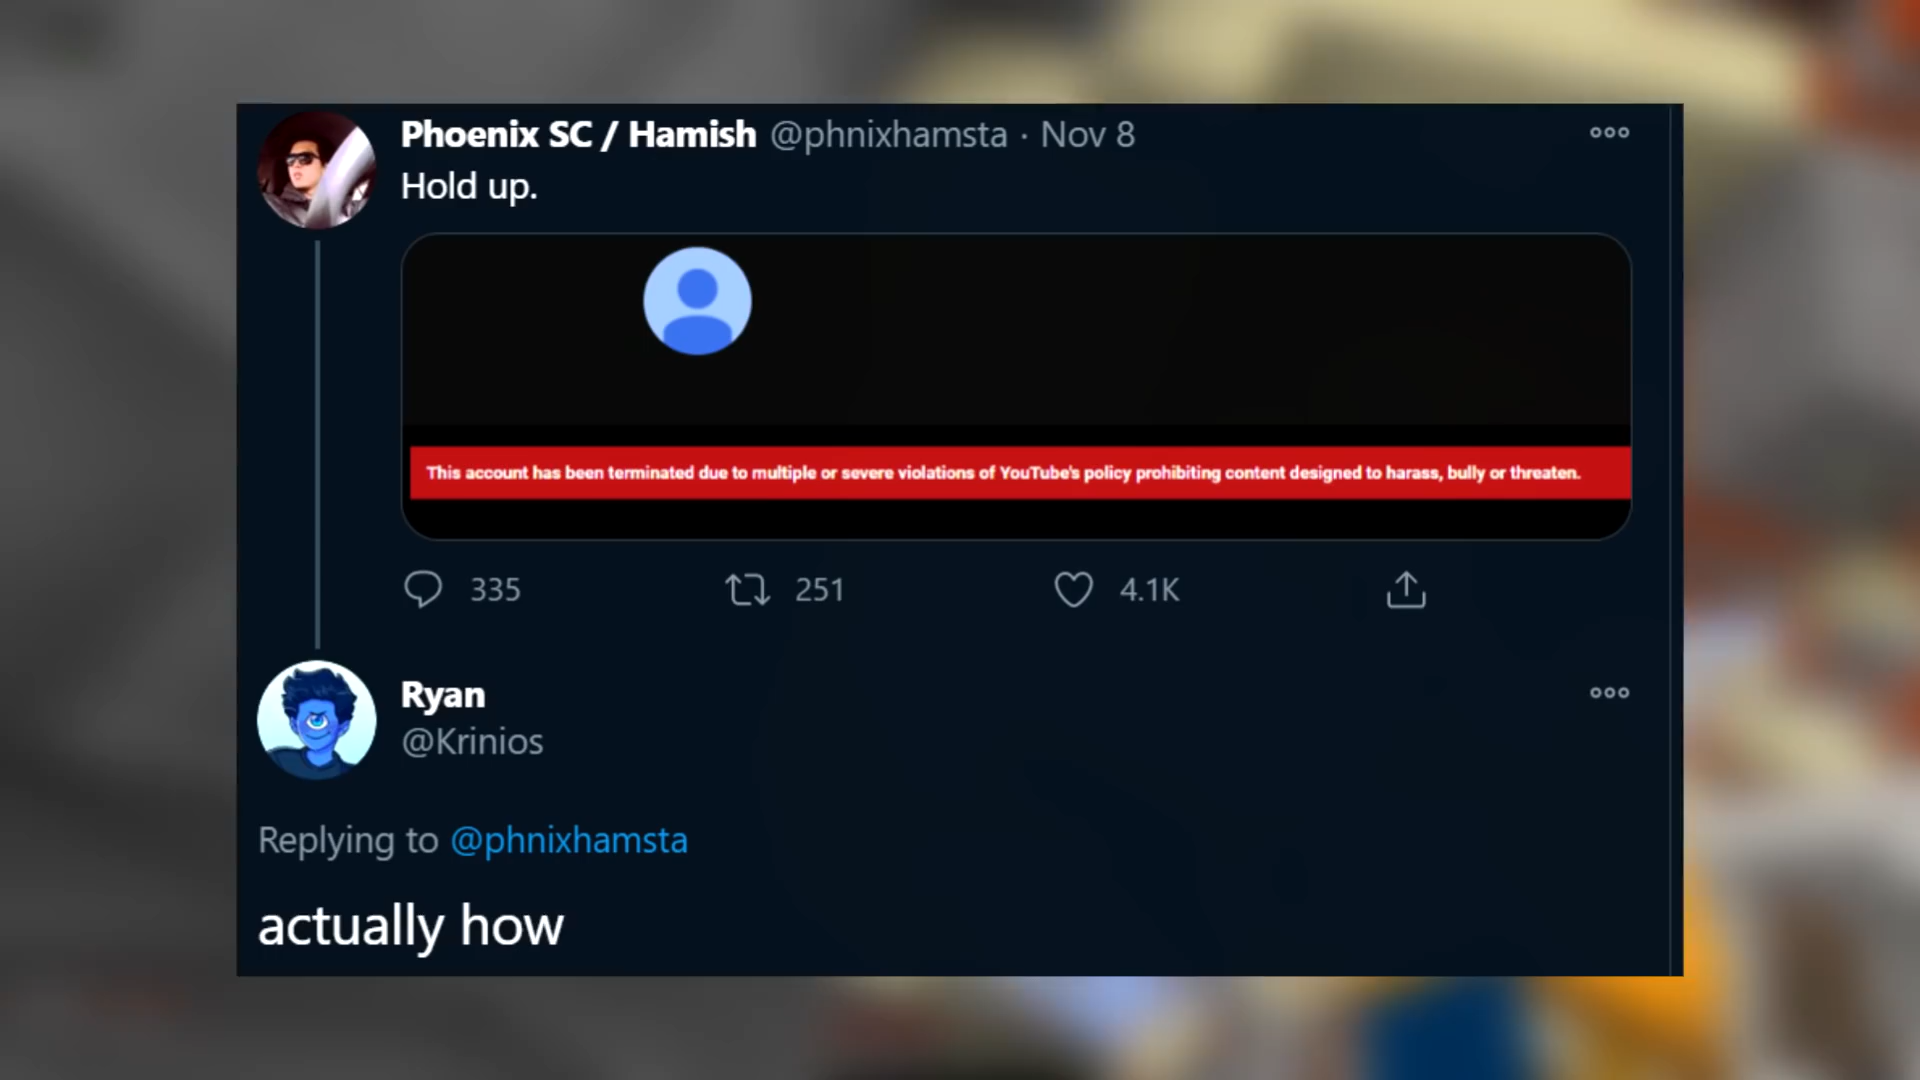 Phoenix SC / Hamish @phnixhamsta · Nov 8
Hold up.
This account has been terminated due to multiple or severe violations of YouTube's policy prohibiting content designed to harass, bully or threaten.
335 251 4.1K
Ryan
@Krinios
Replying to @phnixhamsta
actually how